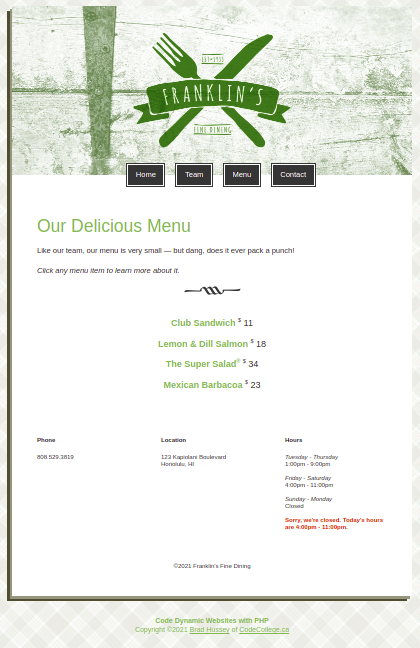 EST•1935
FRANKLIN'S
FINE DINING
Home Team Menu Contact
Our Delicious Menu
Like our team, our menu is very small — but dang, does it ever pack a punch!
Click any menu item to learn more about it.
Club Sandwich $ 11
Lemon & Dill Salmon $ 18
The Super Salad® $ 34
Mexican Barbacoa $ 23
Phone
808.529.3819
Location
123 Kapiolani Boulevard
Honolulu, HI
Hours
Tuesday - Thursday
1:00pm - 9:00pm
Friday - Saturday
4:00pm - 11:00pm
Sunday - Monday
Closed
Sorry, we're closed. Today's hours
are 4:00pm - 11:00pm.
©2021 Franklin's Fine Dining
Code Dynamic Websites with PHP
Copyright ©2021 Brad Hussey of CodeCollege.ca